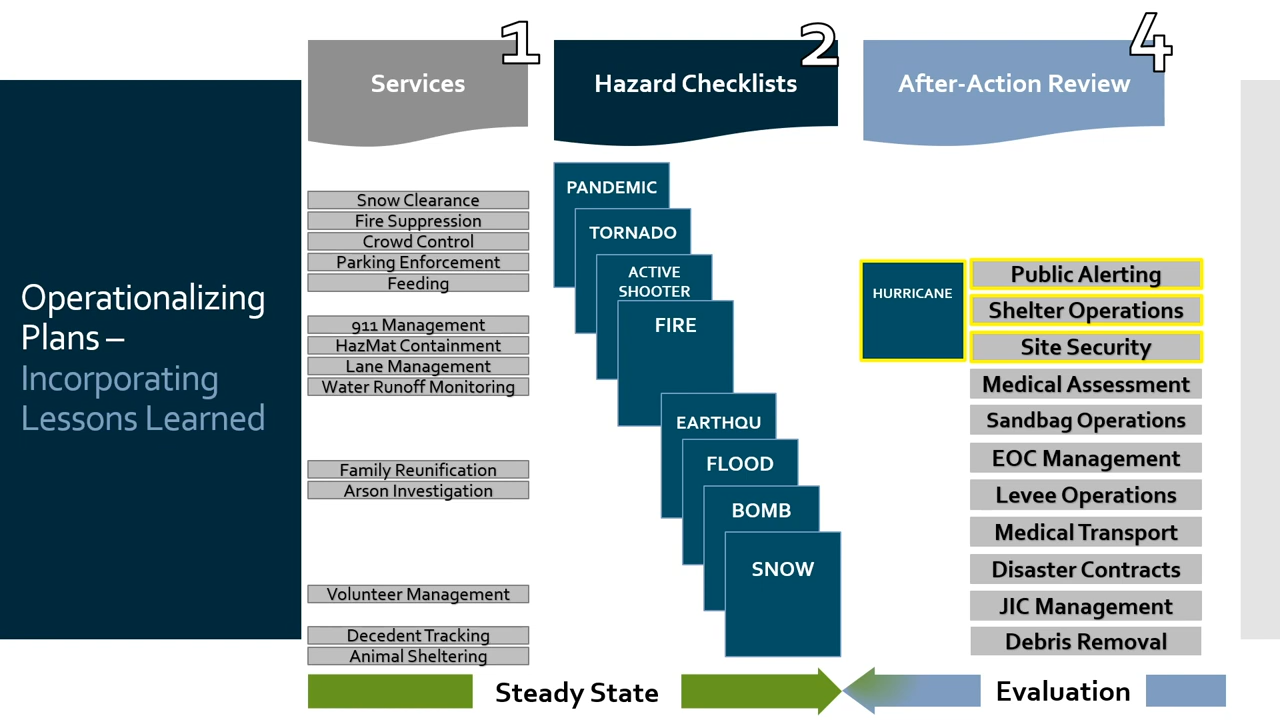 1
2
4
Services
Hazard Checklists
After-Action Review
Operationalizing
Plans –
Incorporating
Lessons Learned
Snow Clearance
Fire Suppression
Crowd Control
Parking Enforcement
Feeding
911 Management
HazMat Containment
Lane Management
Water Runoff Monitoring
Family Reunification
Arson Investigation
Volunteer Management
Decedent Tracking
Animal Sheltering
PANDEMIC
TORNADO
ACTIVE
SHOOTER
FIRE
EARTHQU
FLOOD
BOMB
SNOW
HURRICANE
Public Alerting
Shelter Operations
Site Security
Medical Assessment
Sandbag Operations
EOC Management
Levee Operations
Medical Transport
Disaster Contracts
JIC Management
Debris Removal
Steady State
Evaluation